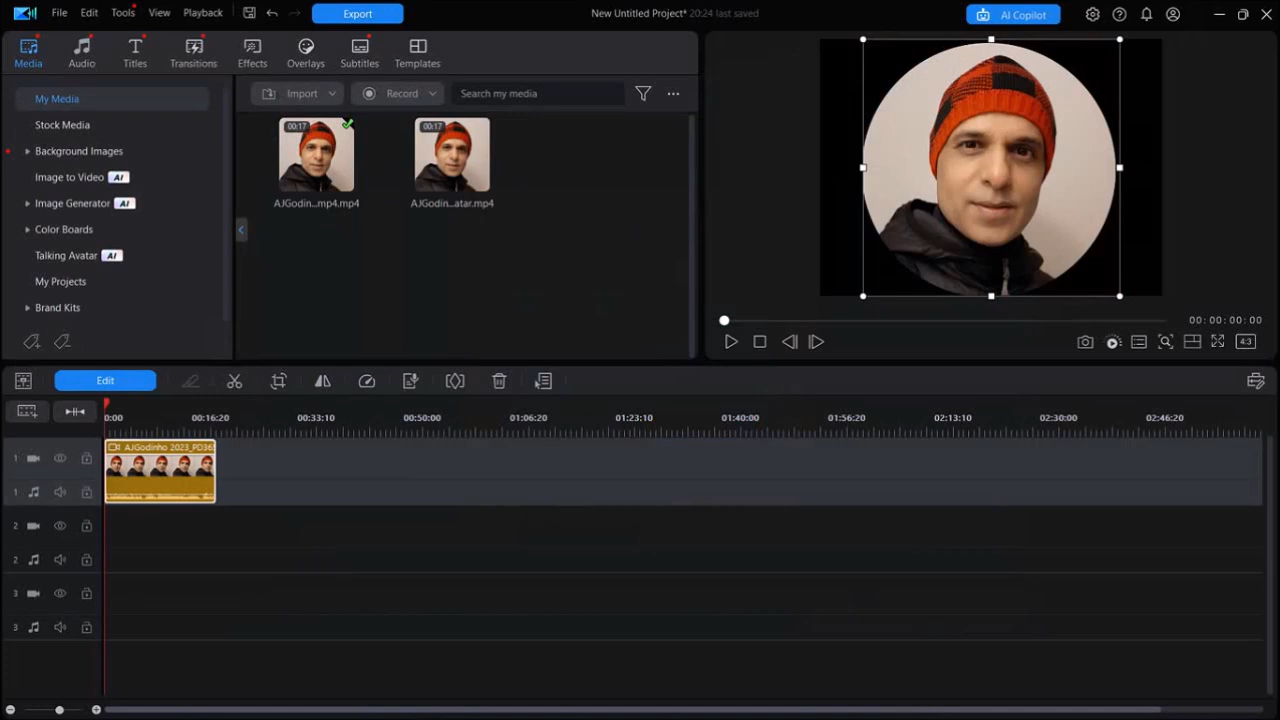 File Edit Tools View Playback Export New Untitled Project* 20:24 last saved AI Copilot
Media Audio Titles Transitions Effects Overlays Subtitles Templates
Import Record Search my media
My Media
Stock Media
Background Images
Image to Video AI
Image Generator AI
Color Boards
Talking Avatar AI
My Projects
Brand Kits
00:17 00:17
AJGodin...mp4.mp4 AJGodin...atar.mp4
00:00:00:00
4:3
Edit
0:00 00:16:20 00:33:10 00:50:00 01:06:20 01:23:10 01:40:00 01:56:20 02:13:10 02:30:00 02:46:20
AJGodinho 2023_PD365
1
1
2
2
3
3